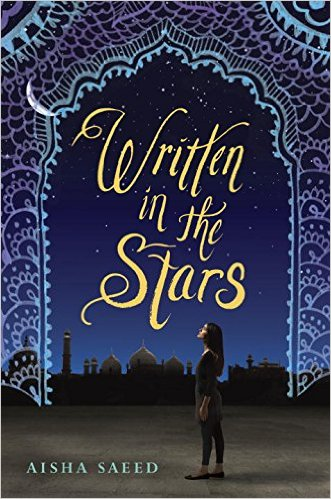 Written
in the
Stars
AISHA SAEED